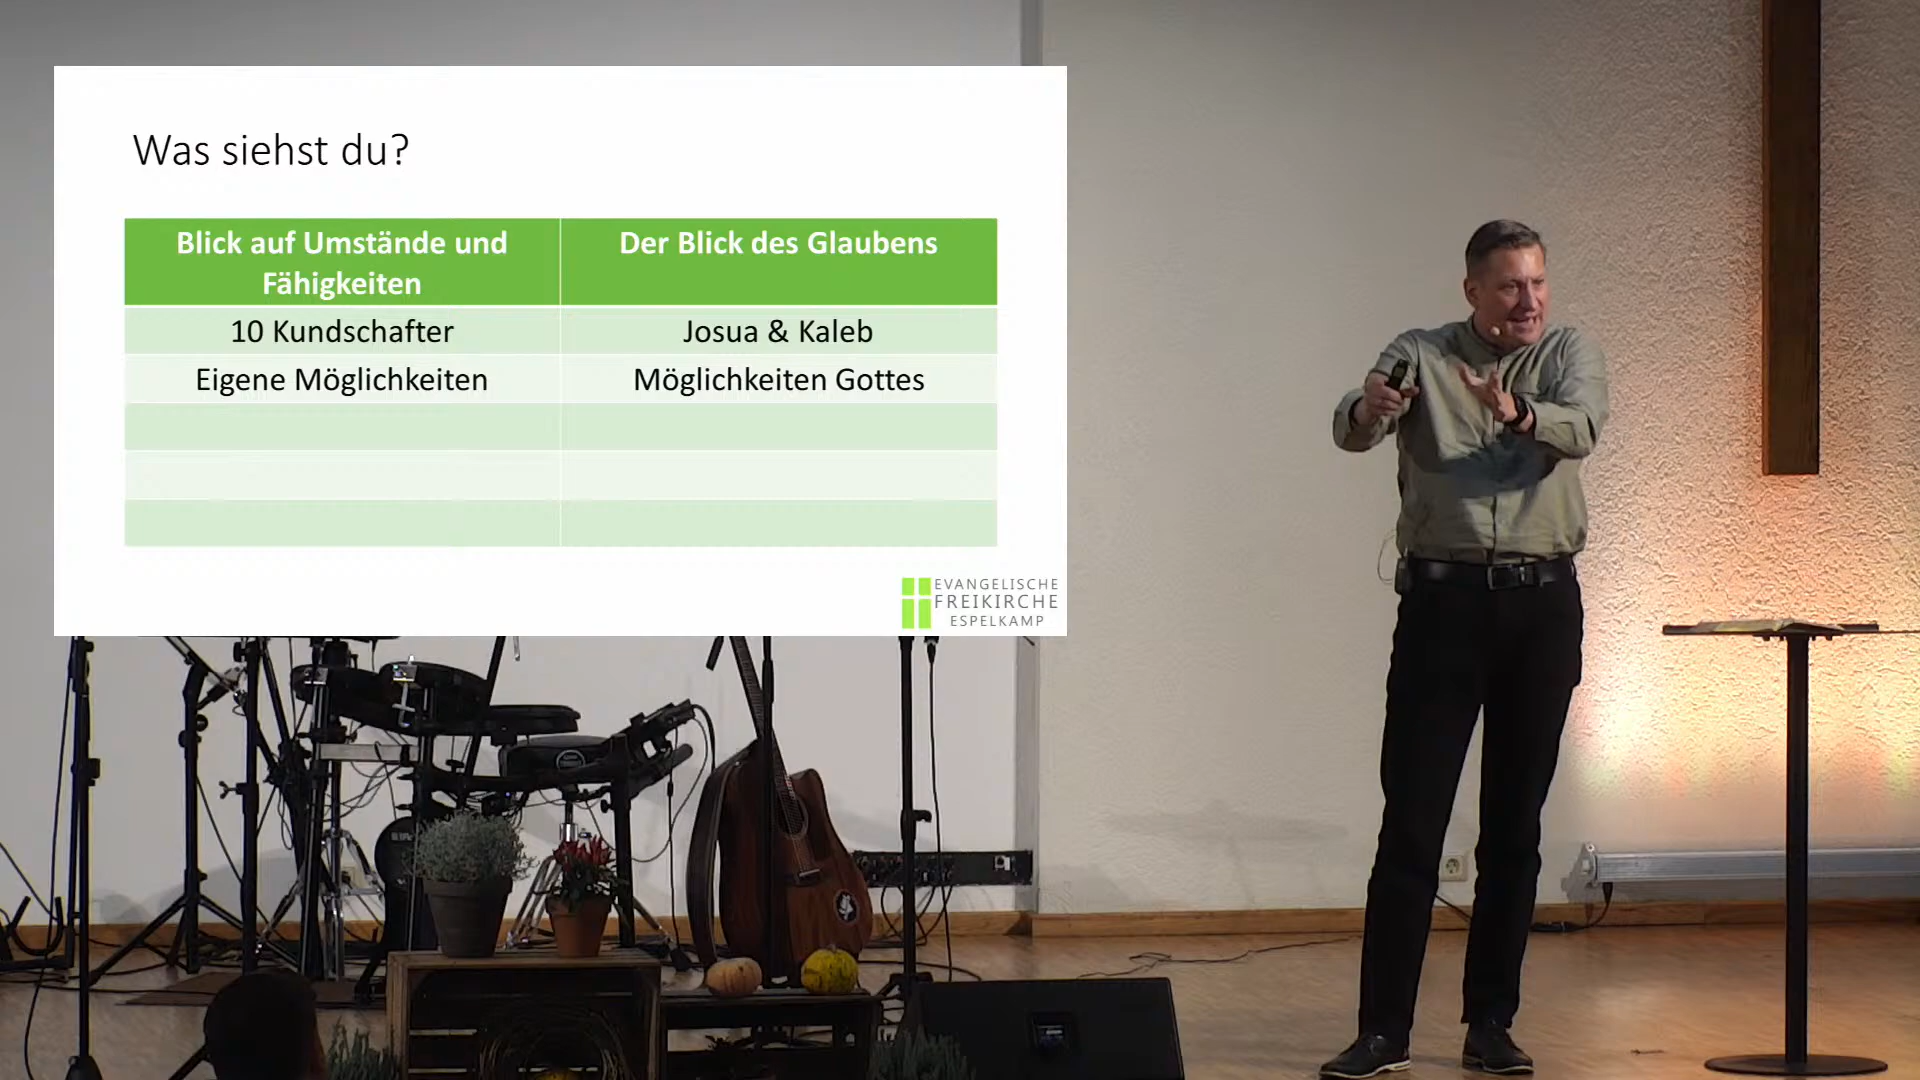 Was siehst du?
Blick auf Umstände und
Fähigkeiten
Der Blick des Glaubens
10 Kundschafter
Josua & Kaleb
Eigene Möglichkeiten
Möglichkeiten Gottes
EVANGELISCHE
FREIKIRCHE
ESPELKAMP